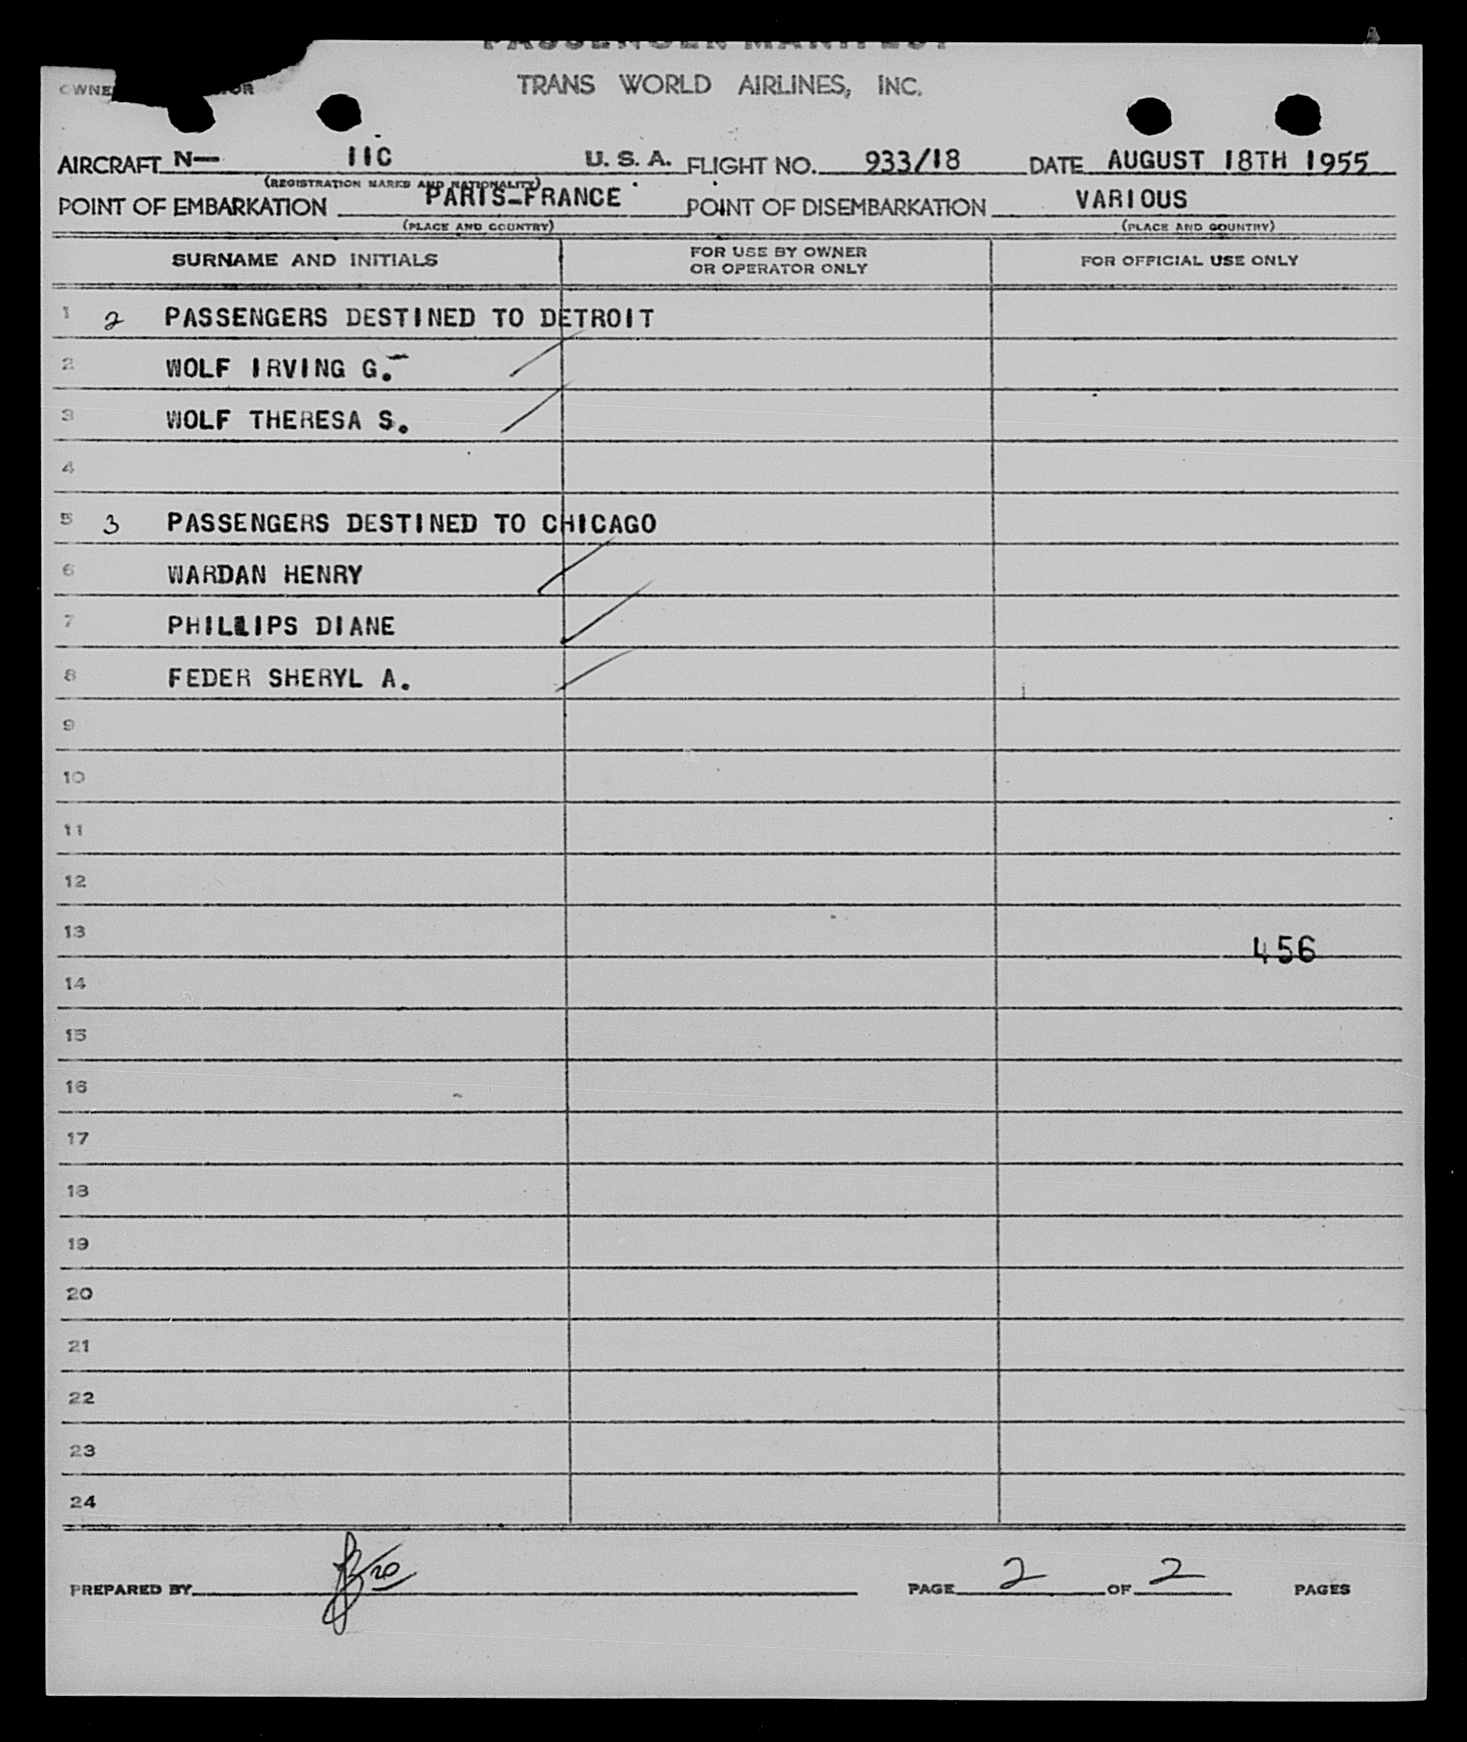 PASSENGER MANIFEST
TRANS WORLD AIRLINES, INC.
AIRCRAFT N— 11C U. S. A. FLIGHT NO. 933/18 DATE AUGUST 18TH 1955
(REGISTRATION MARKS AND NATIONALITY)
POINT OF EMBARKATION PARIS-FRANCE POINT OF DISEMBARKATION VARIOUS
(PLACE AND COUNTRY) (PLACE AND COUNTRY)
SURNAME AND INITIALS FOR USE BY OWNER OR OPERATOR ONLY FOR OFFICIAL USE ONLY
1 2 PASSENGERS DESTINED TO DETROIT
2 WOLF IRVING G.
3 WOLF THERESA S.
4
5 3 PASSENGERS DESTINED TO CHICAGO
6 WARDAN HENRY
7 PHILLIPS DIANE
8 FEDER SHERYL A.
9
10
11
12
13 456
14
15
16
17
18
19
20
21
22
23
24
PREPARED BY PAGE 2 OF 2 PAGES